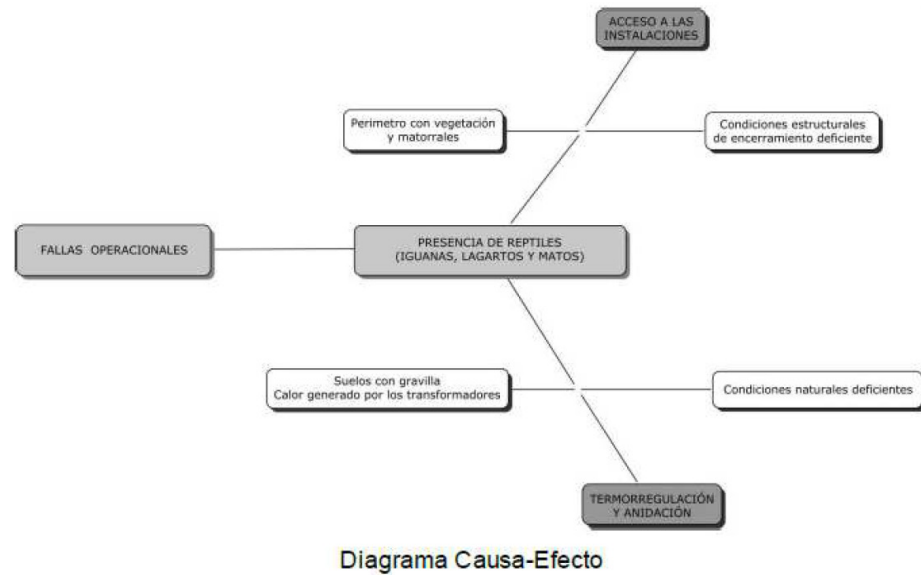 ACCESO A LAS
INSTALACIONES
Perimetro con vegetación
y matorrales
Condiciones estructurales
de encerramiento deficiente
FALLAS OPERACIONALES
PRESENCIA DE REPTILES
(IGUANAS, LAGARTOS Y MATOS)
Suelos con gravilla
Calor generado por los transformadores
Condiciones naturales deficientes
TERMORREGULACIÓN
Y ANIDACIÓN
Diagrama Causa-Efecto